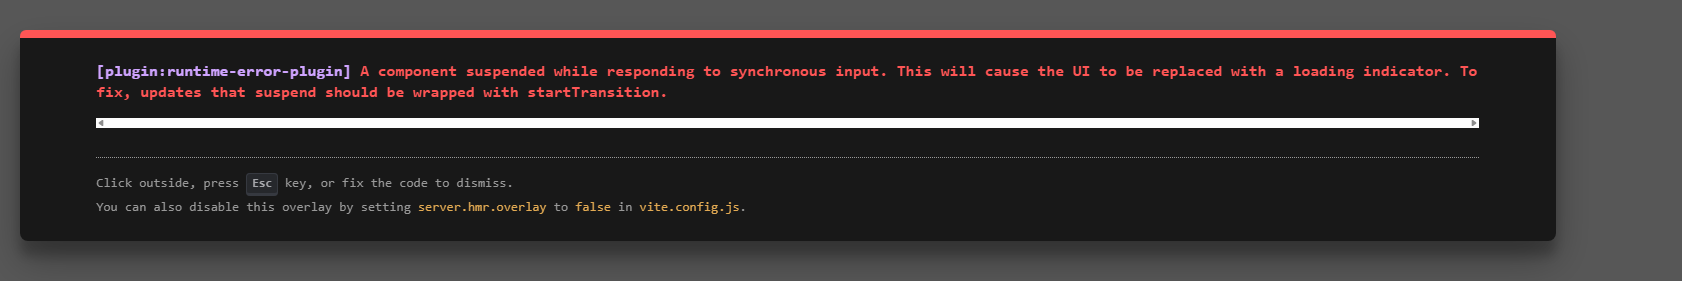 [plugin:runtime-error-plugin] A component suspended while responding to synchronous input. This will cause the UI to be replaced with a loading indicator. To
fix, updates that suspend should be wrapped with startTransition.
Click outside, press Esc key, or fix the code to dismiss.
You can also disable this overlay by setting server.hmr.overlay to false in vite.config.js.